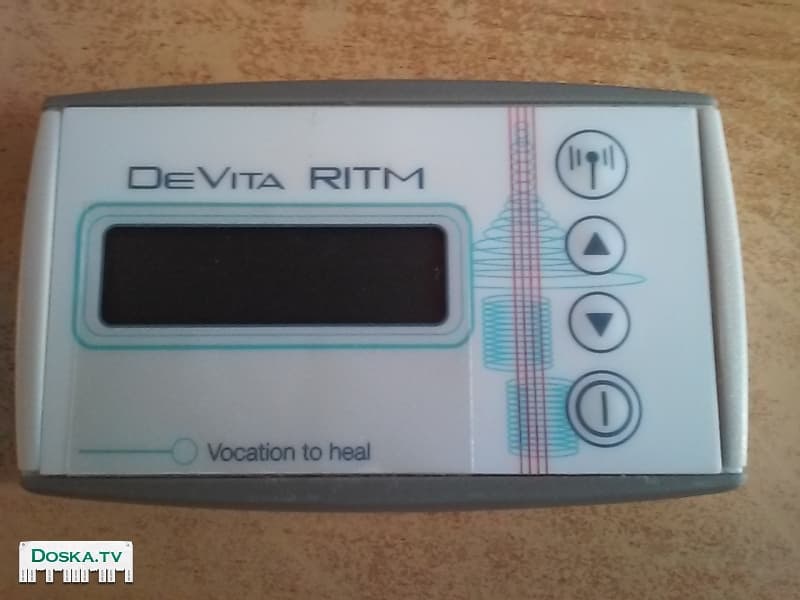 DEVITA RITM
Vocation to heal
DOSKA.TV